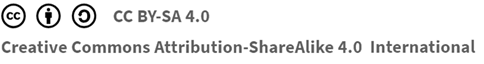 CC BY-SA 4.0
Creative Commons Attribution-ShareAlike 4.0 International